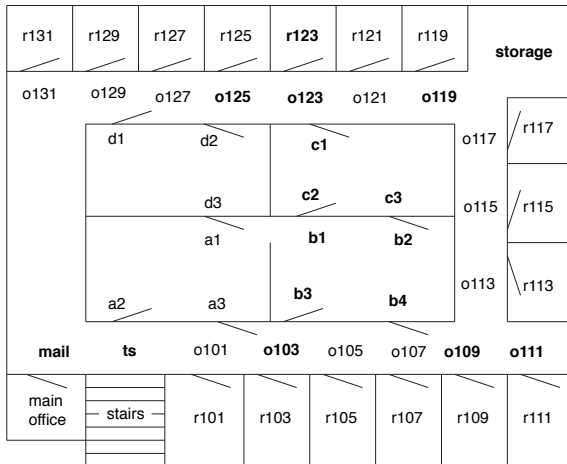 r131 r129 r127 r125 r123 r121 r119
storage
o131 o129 o127 o125 o123 o121 o119
r117
o117
d1 d2 c1
c2 c3
d3
o115 r115
a1 b1 b2
o113 r113
a2 a3 b3 b4
mail ts o101 o103 o105 o107 o109 o111
main
office
stairs
r101 r103 r105 r107 r109 r111